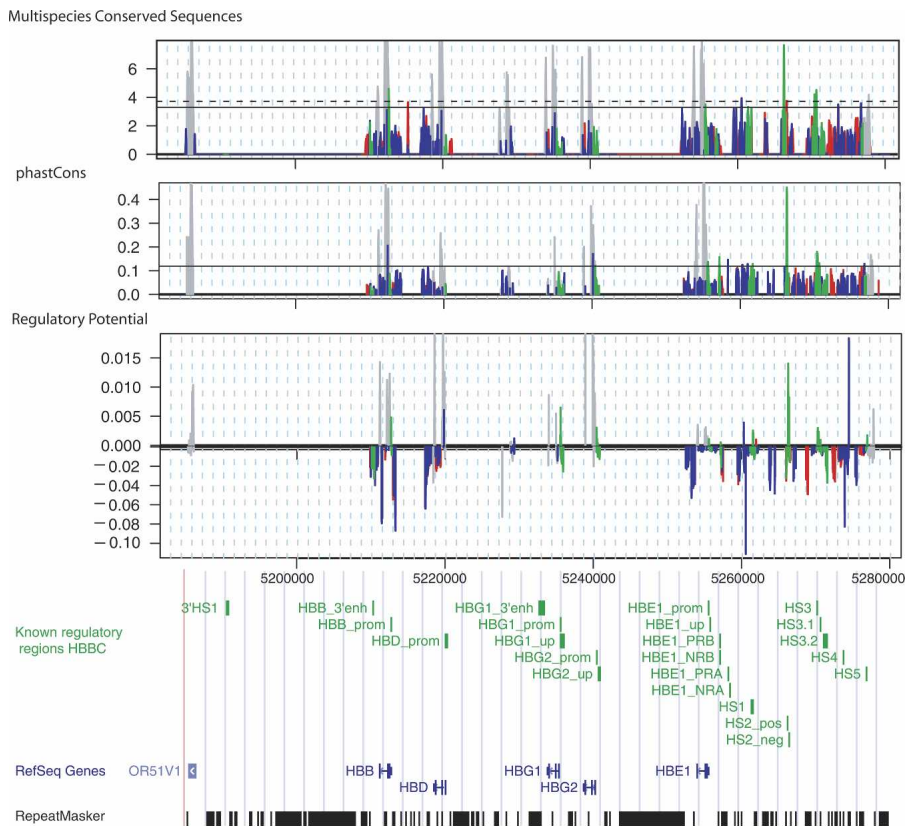 Multispecies Conserved Sequences
6
4
2
0
phastCons
0.4
0.3
0.2
0.1
0.0
Regulatory Potential
0.015
0.010
0.005
0.000
−0.02
−0.04
−0.06
−0.08
−0.10
5200000 5220000 5240000 5260000 5280000
3'HS1 HBB_3'enh HBG1_3'enh HBE1_prom HS3
HBB_prom HBG1_prom HBE1_up HS3.1
Known regulatory
regions HBBC
HBD_prom HBG1_up HBE1_PRB HS3.2
HBG2_prom HBE1_NRB HS4
HBG2_up HBE1_PRA HS5
HBE1_NRA
HS1
HS2_pos
HS2_neg
RefSeq Genes OR51V1 HBB HBG1 HBE1
HBD HBG2
RepeatMasker